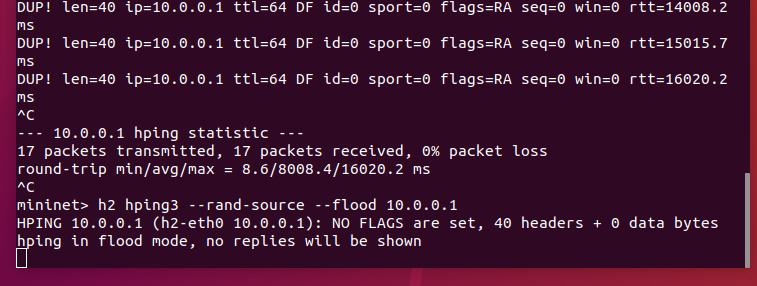 DUP! len=40 ip=10.0.0.1 ttl=64 DF id=0 sport=0 flags=RA seq=0 win=0 rtt=14008.2
ms
DUP! len=40 ip=10.0.0.1 ttl=64 DF id=0 sport=0 flags=RA seq=0 win=0 rtt=15015.7
ms
DUP! len=40 ip=10.0.0.1 ttl=64 DF id=0 sport=0 flags=RA seq=0 win=0 rtt=16020.2
ms
^C
--- 10.0.0.1 hping statistic ---
17 packets transmitted, 17 packets received, 0% packet loss
round-trip min/avg/max = 8.6/8008.4/16020.2 ms
^C
mininet> h2 hping3 --rand-source --flood 10.0.0.1
HPING 10.0.0.1 (h2-eth0 10.0.0.1): NO FLAGS are set, 40 headers + 0 data bytes
hping in flood mode, no replies will be shown